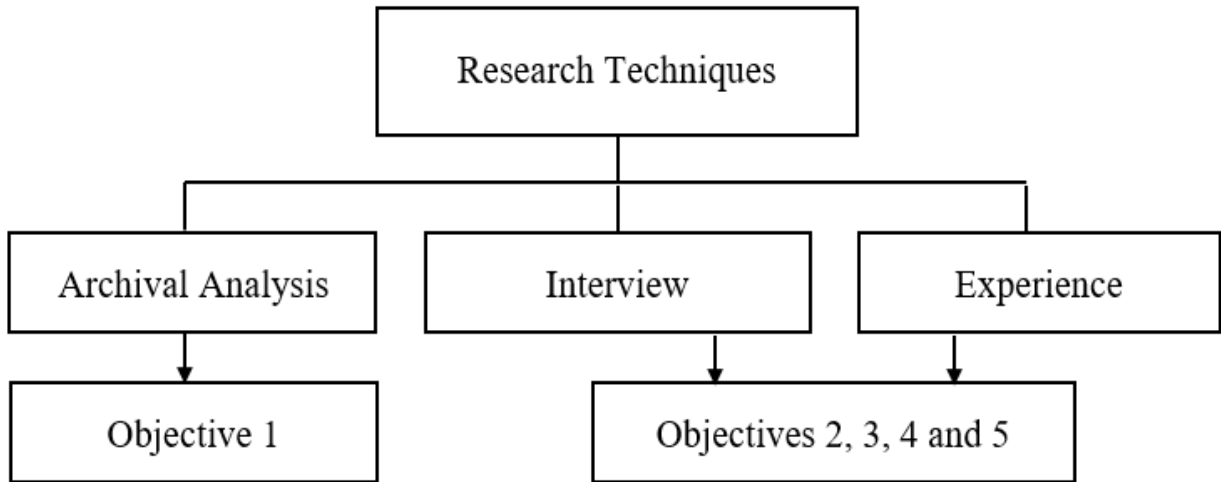 Research Techniques
Archival Analysis
Interview
Experience
Objective 1
Objectives 2, 3, 4 and 5